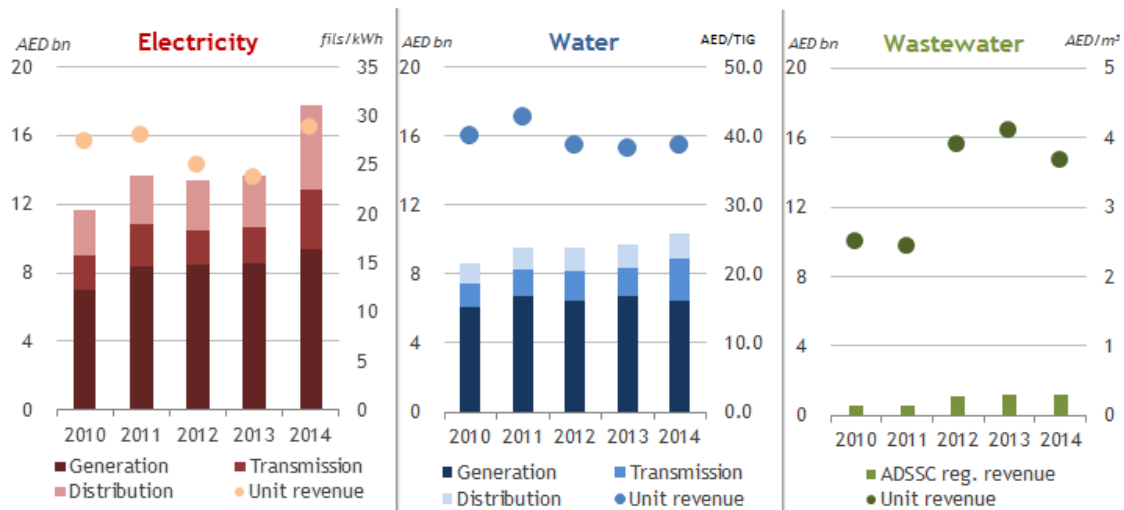 Electricity
AED bn
fils/kWh
20
16
12
8
4
0
35
30
25
20
15
10
5
0
2010 2011 2012 2013 2014
Generation Transmission
Distribution Unit revenue
Water
AED bn
AED/TIG
20
16
12
8
4
0
50.0
40.0
30.0
20.0
10.0
0.0
2010 2011 2012 2013 2014
Generation Transmission
Distribution Unit revenue
Wastewater
AED bn
AED/m³
20
16
12
8
4
0
5
4
3
2
1
0
2010 2011 2012 2013 2014
ADSSC reg. revenue
Unit revenue